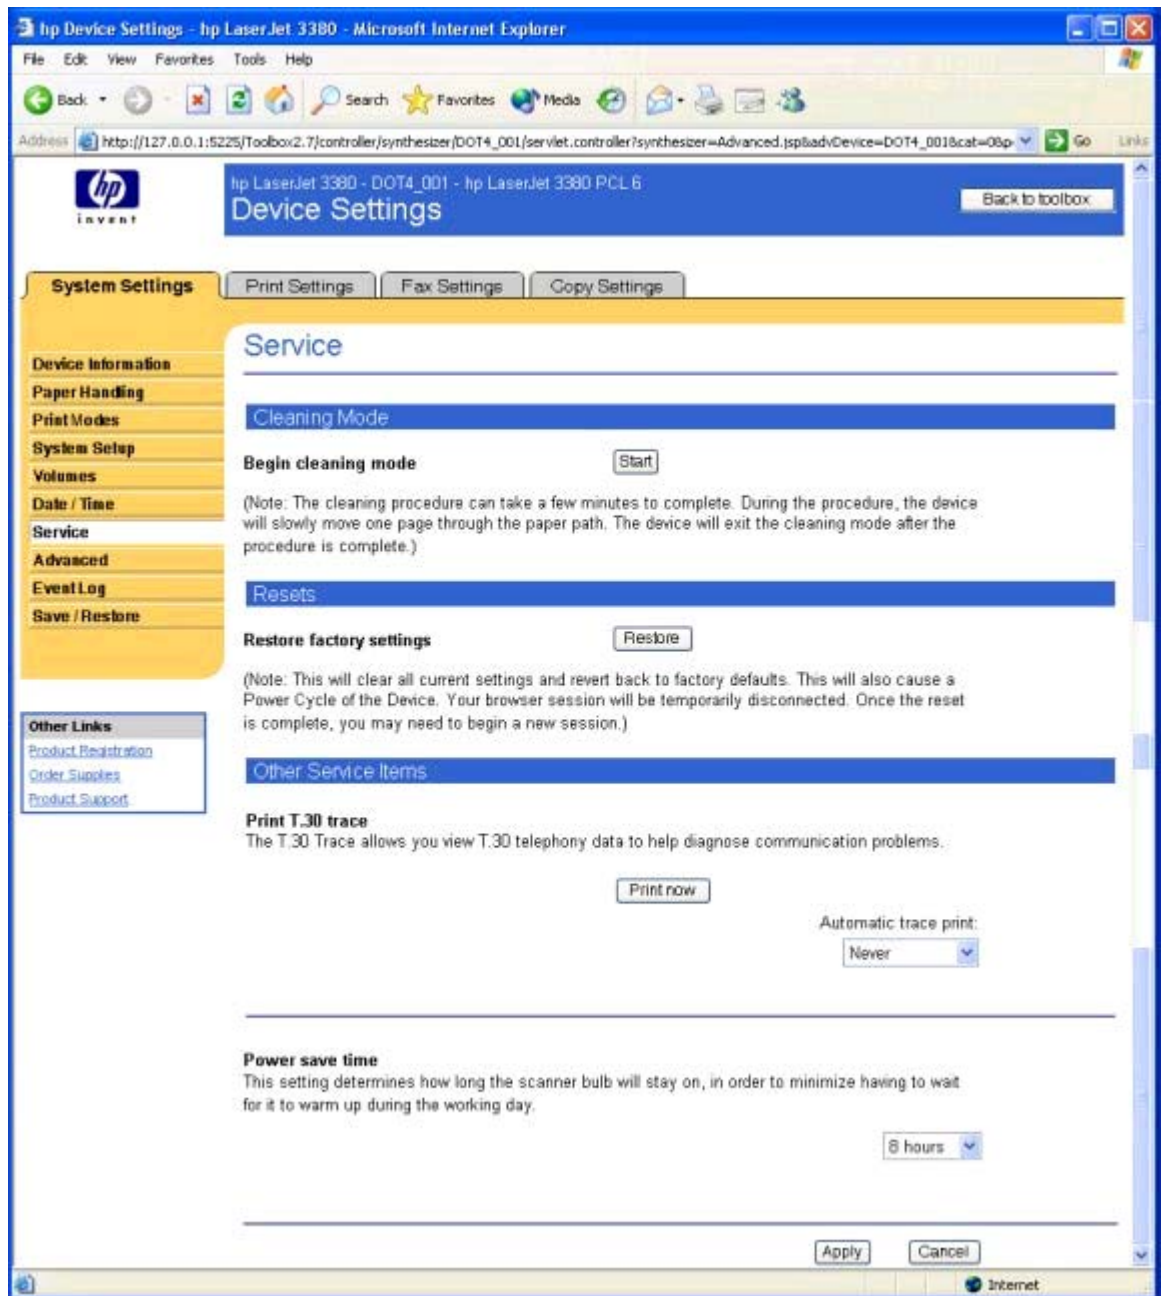 hp Device Settings - hp LaserJet 3380 - Microsoft Internet Explorer
File Edit View Favorites Tools Help
Back Search Favorites Media
Address http://127.0.0.1:5225/Toolbox2.7/controller/synthesizer/DOT4_001/servlet.controller?synthesizer=Advanced.jsp&advDevice=DOT4_001&cat=0&p Go Links
hp
invent
hp LaserJet 3380 - DOT4_001 - hp LaserJet 3380 PCL 6
Device Settings
Back to toolbox
System Settings Print Settings Fax Settings Copy Settings
Device Information
Paper Handling
Print Modes
System Setup
Volumes
Date / Time
Service
Advanced
Event Log
Save / Restore
Other Links
Product Registration
Order Supplies
Product Support
Service
Cleaning Mode
Begin cleaning mode Start
(Note: The cleaning procedure can take a few minutes to complete. During the procedure, the device
will slowly move one page through the paper path. The device will exit the cleaning mode after the
procedure is complete.)
Resets
Restore factory settings Restore
(Note: This will clear all current settings and revert back to factory defaults. This will also cause a
Power Cycle of the Device. Your browser session will be temporarily disconnected. Once the reset
is complete, you may need to begin a new session.)
Other Service Items
Print T.30 trace
The T.30 Trace allows you view T.30 telephony data to help diagnose communication problems.
Print now
Automatic trace print:
Never
Power save time
This setting determines how long the scanner bulb will stay on, in order to minimize having to wait
for it to warm up during the working day.
8 hours
Apply Cancel
Internet